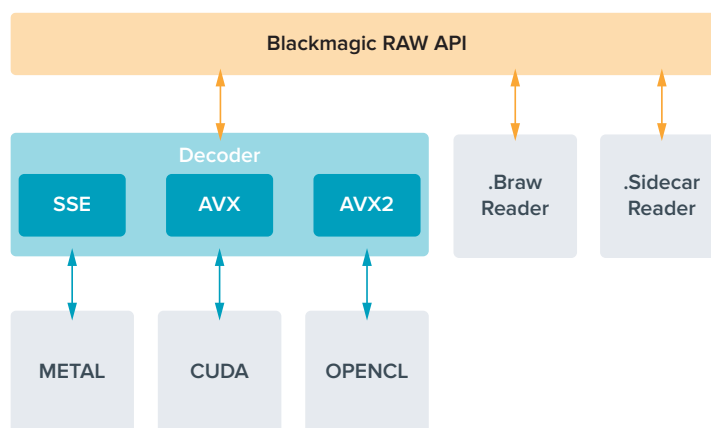 Blackmagic RAW API
Decoder
SSE
AVX
AVX2
.Braw
Reader
.Sidecar
Reader
METAL
CUDA
OPENCL